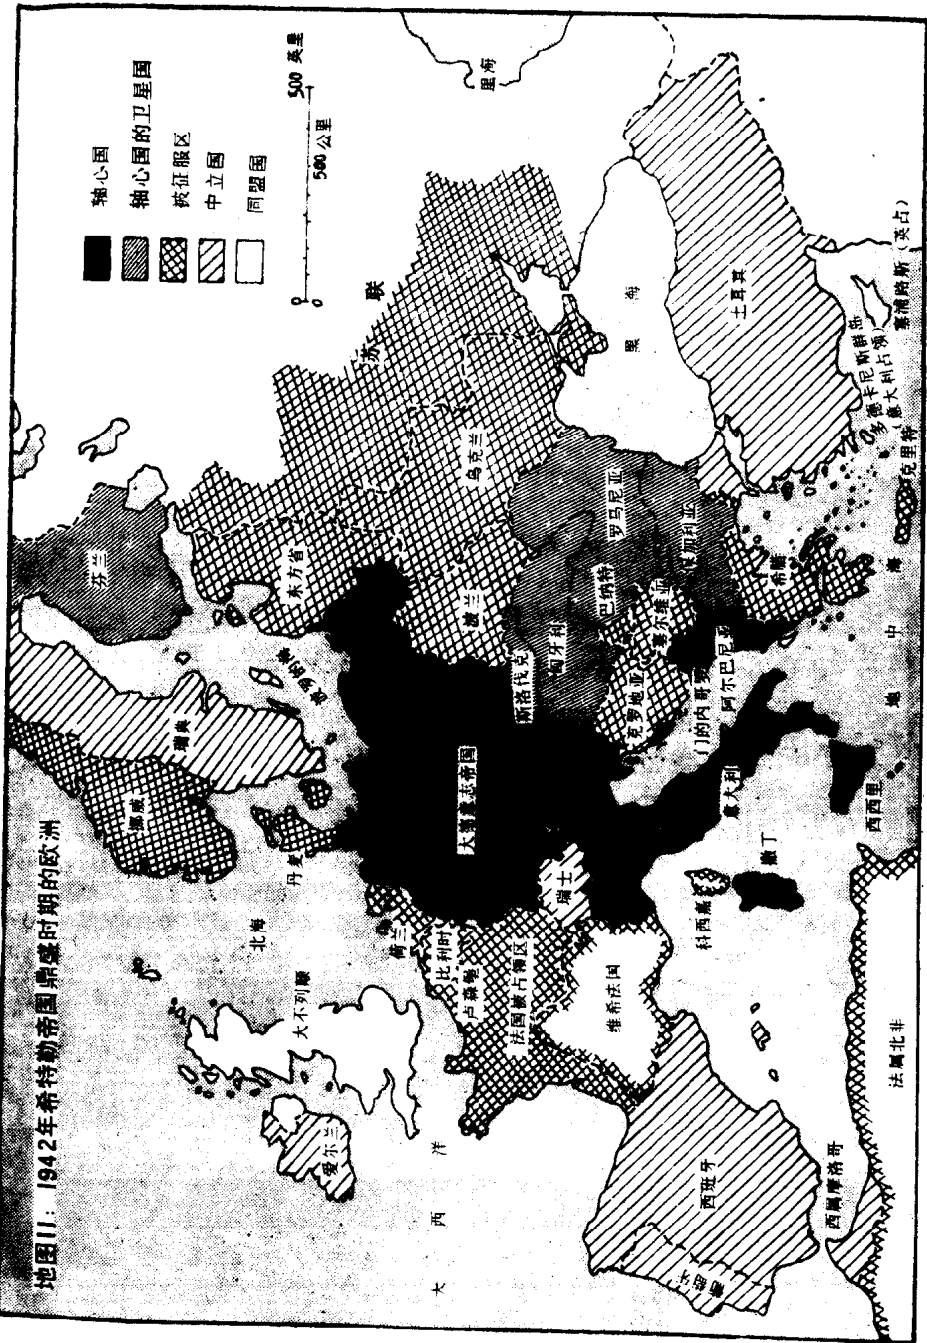 地图11：1942年希特勒帝国鼎盛时期的欧洲
轴心国
轴心国的卫星国
被征服区
中立国
同盟国
0 500 英里
0 500 公里
挪威
瑞典
芬兰
苏 联
里海
北海
丹麦
波罗的海
东方省
大不列颠
爱尔兰
荷兰
比利时
卢森堡
大德意志帝国
波兰
乌克兰
斯洛伐克
匈牙利
罗马尼亚
巴纳特
黑 海
法国被占领区
瑞士
维希法国
克罗地亚
塞尔维亚
保加利亚
门的内哥罗
阿尔巴尼亚
意大利
希腊
土耳其
大 西 洋
西班牙
葡萄牙
科西嘉
撒丁
西西里
地 中 海
克里特
多德卡尼斯群岛
（意大利占领）
塞浦路斯（英占）
西属摩洛哥
法属北非